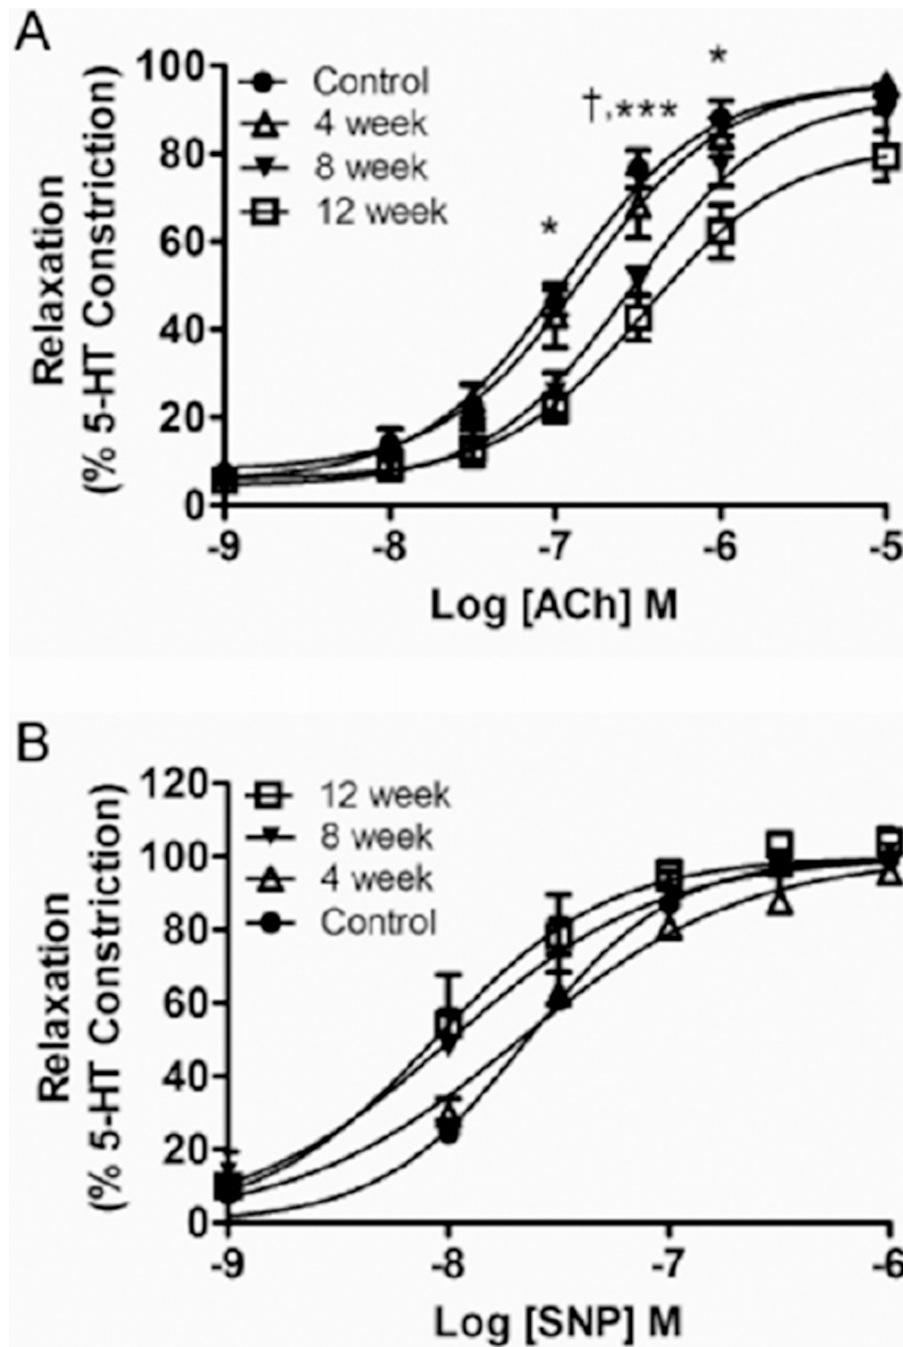 A
Relaxation
(% 5-HT Constriction)
100
80
60
40
20
0
Control
4 week
8 week
12 week
*
†,***
*
-9
-8
-7
-6
-5
Log [ACh] M
B
Relaxation
(% 5-HT Constriction)
120
100
80
60
40
20
0
12 week
8 week
4 week
Control
-9
-8
-7
-6
Log [SNP] M